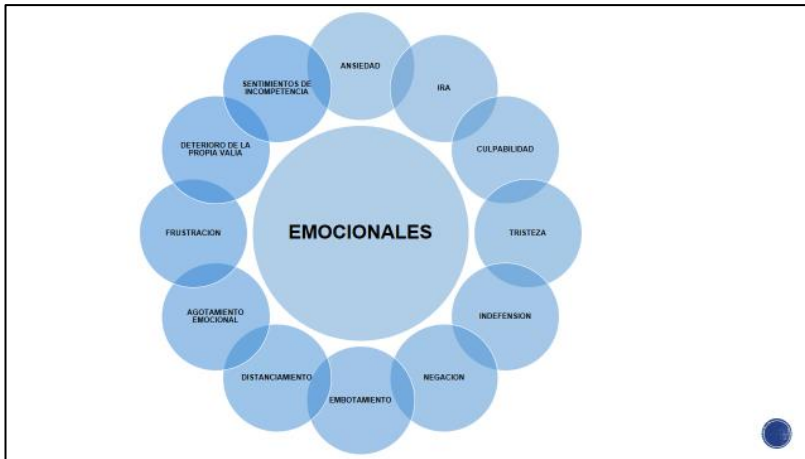 ANSIEDAD
IRA
CULPABILIDAD
TRISTEZA
INDEFENSION
NEGACION
EMBOTAMIENTO
DISTANCIAMIENTO
AGOTAMIENTO
EMOCIONAL
FRUSTRACION
DETERIORO DE LA
PROPIA VALIA
SENTIMIENTOS DE
INCOMPETENCIA
EMOCIONALES